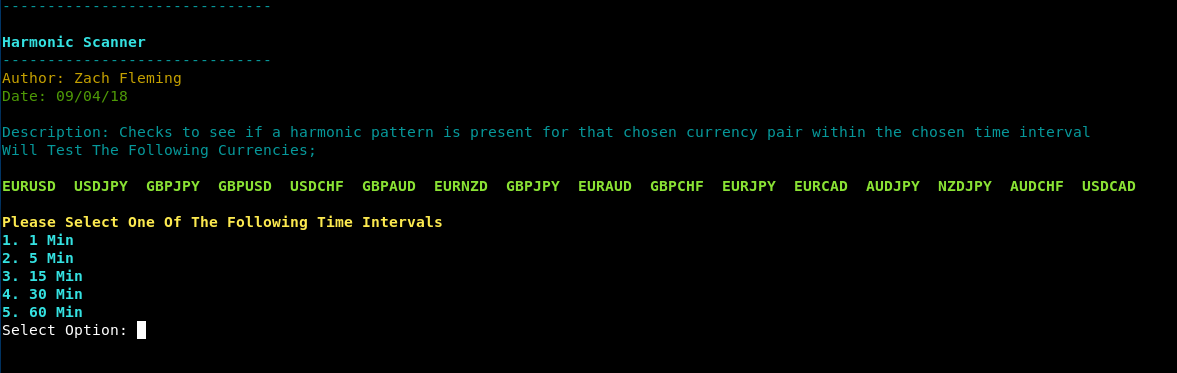 ------------------------------
Harmonic Scanner
------------------------------
Author: Zach Fleming
Date: 09/04/18
Description: Checks to see if a harmonic pattern is present for that chosen currency pair within the chosen time interval
Will Test The Following Currencies;
EURUSD  USDJPY  GBPJPY  GBPUSD  USDCHF  GBPAUD  EURNZD  GBPJPY  EURAUD  GBPCHF  EURJPY  EURCAD  AUDJPY  NZDJPY  AUDCHF  USDCAD
Please Select One Of The Following Time Intervals
1. 1 Min
2. 5 Min
3. 15 Min
4. 30 Min
5. 60 Min
Select Option: